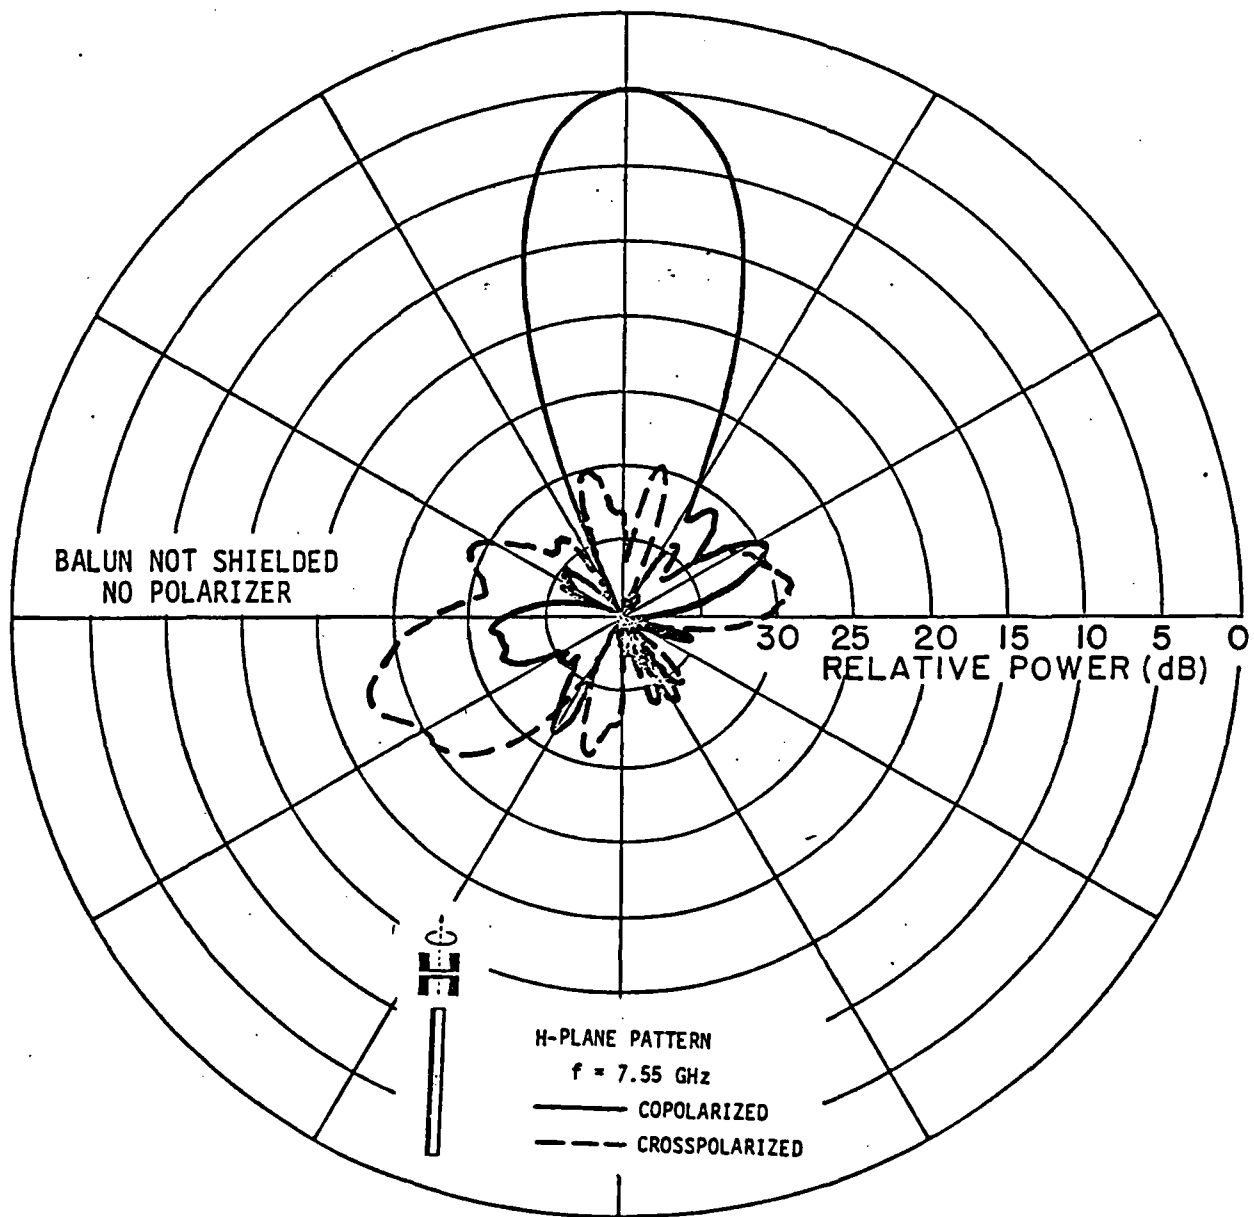 BALUN NOT SHIELDED
NO POLARIZER
30 25 20 15 10 5 0
RELATIVE POWER (dB)
H-PLANE PATTERN
f = 7.55 GHz
COPOLARIZED
CROSSPOLARIZED